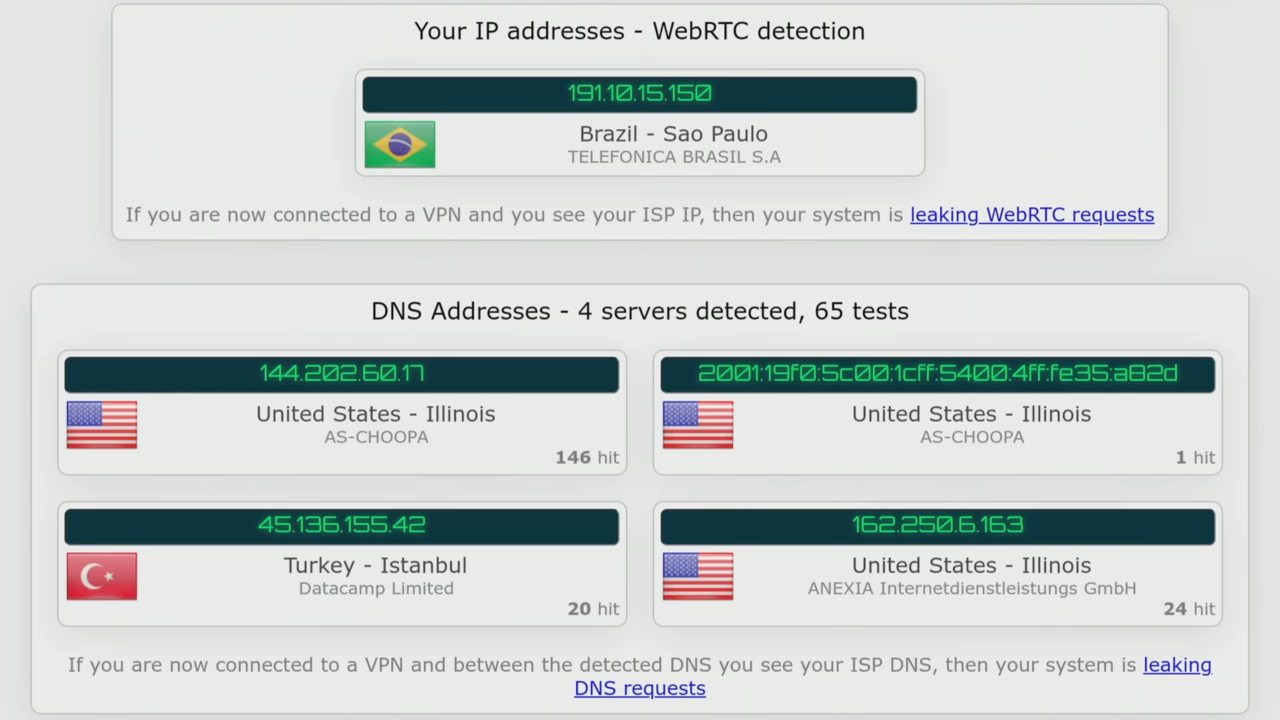 Your IP addresses - WebRTC detection
191.10.15.150
Brazil - Sao Paulo
TELEFONICA BRASIL S.A
If you are now connected to a VPN and you see your ISP IP, then your system is leaking WebRTC requests
DNS Addresses - 4 servers detected, 65 tests
144.202.60.17
United States - Illinois
AS-CHOOPA
146 hit
2001:19f0:5c00:1cff:5400:4ff:fe35:a82d
United States - Illinois
AS-CHOOPA
1 hit
45.136.155.42
Turkey - Istanbul
Datacamp Limited
20 hit
162.250.6.163
United States - Illinois
ANEXIA Internetdienstleistungs GmbH
24 hit
If you are now connected to a VPN and between the detected DNS you see your ISP DNS, then your system is leaking
DNS requests